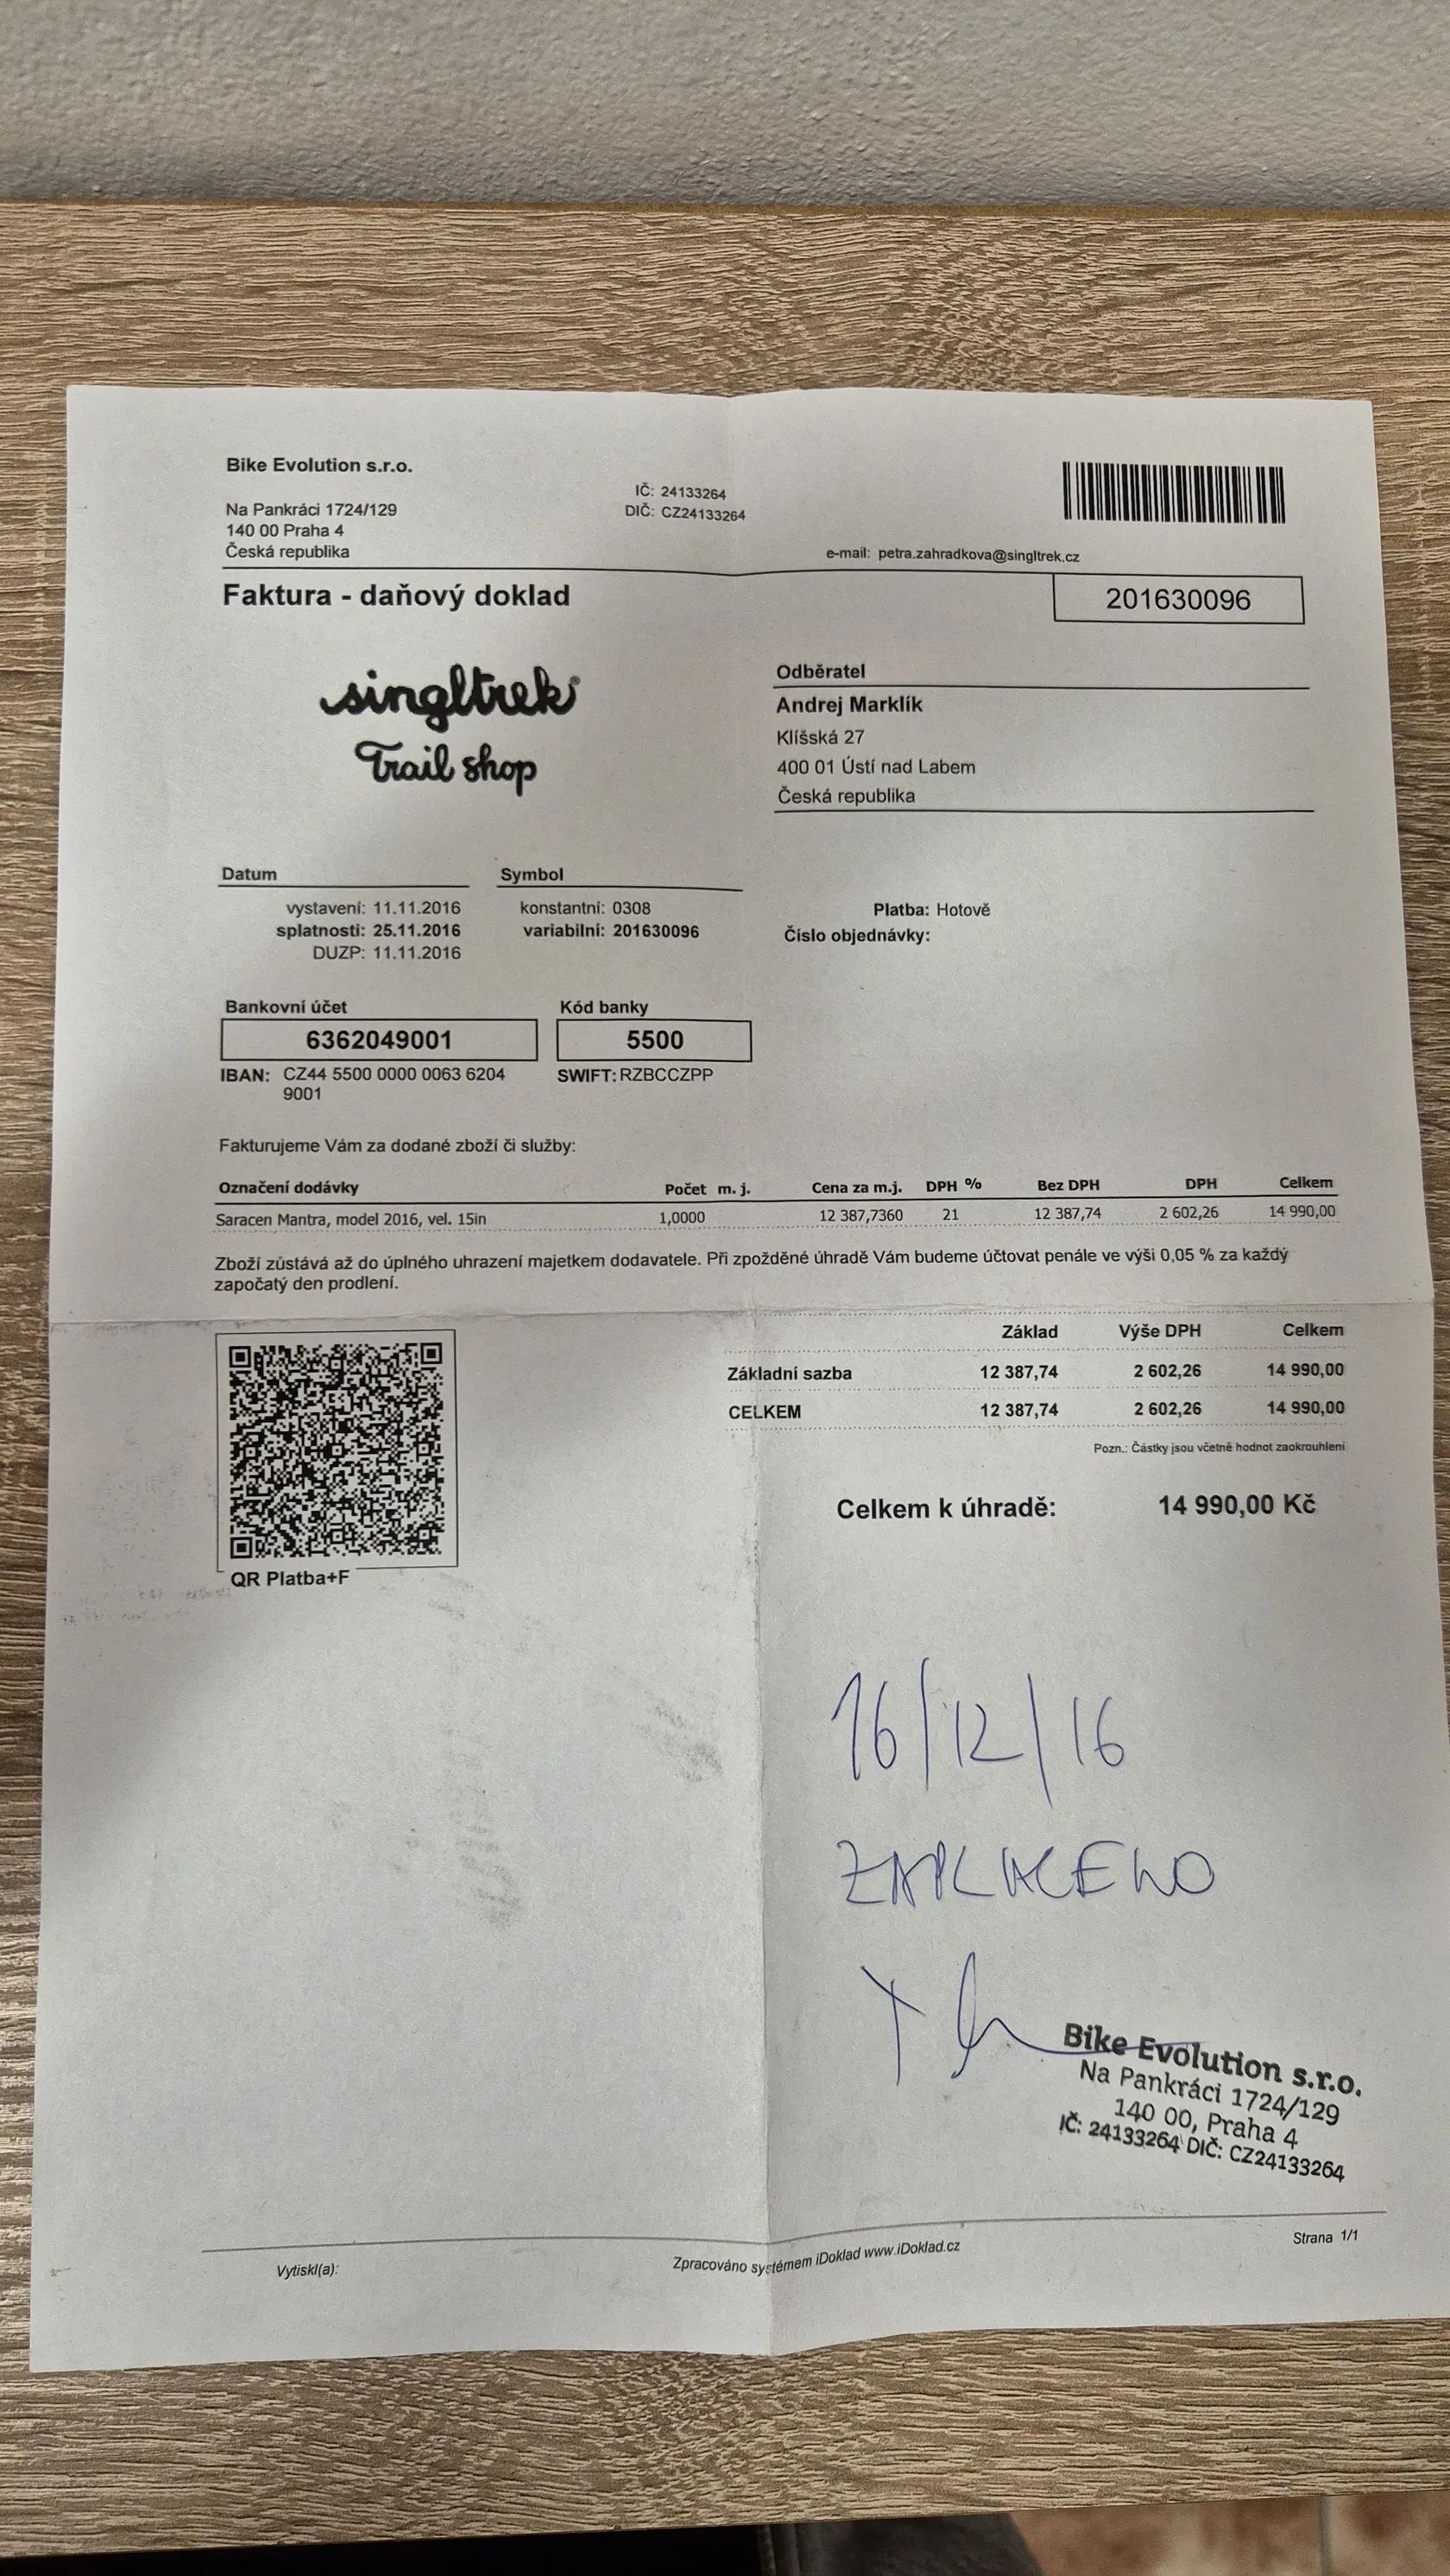 Bike Evolution s.r.o.
Na Pankráci 1724/129
140 00 Praha 4
Česká republika
IČ: 24133264
DIČ: CZ24133264
e-mail: petra.zahradkova@singltrek.cz
Faktura - daňový doklad
201630096
singltrek®
Trail shop
Odběratel
Andrej Marklík
Klíšská 27
400 01 Ústí nad Labem
Česká republika
Datum
vystavení: 11.11.2016
splatnosti: 25.11.2016
DUZP: 11.11.2016
Symbol
konstantní: 0308
variabilní: 201630096
Platba: Hotově
Číslo objednávky:
Bankovní účet
6362049001
IBAN: CZ44 5500 0000 0063 6204
9001
Kód banky
5500
SWIFT: RZBCCZPP
Fakturujeme Vám za dodané zboží či služby:
Označení dodávky Počet m. j. Cena za m.j. DPH % Bez DPH DPH Celkem
Saracen Mantra, model 2016, vel. 15in 1,0000 12 387,7360 21 12 387,74 2 602,26 14 990,00
Zboží zůstává až do úplného uhrazení majetkem dodavatele. Při zpožděné úhradě Vám budeme účtovat penále ve výši 0,05 % za každý
započatý den prodlení.
Základ Výše DPH Celkem
Základní sazba 12 387,74 2 602,26 14 990,00
CELKEM 12 387,74 2 602,26 14 990,00
Pozn.: Částky jsou včetně hodnot zaokrouhlení
Celkem k úhradě: 14 990,00 Kč
QR Platba+F
16/12/16
ZAPLACENO
Bike Evolution s.r.o.
Na Pankráci 1724/129
140 00, Praha 4
IČ: 24133264 DIČ: CZ24133264
Vytiskl(a):
Zpracováno systémem iDoklad www.iDoklad.cz
Strana 1/1